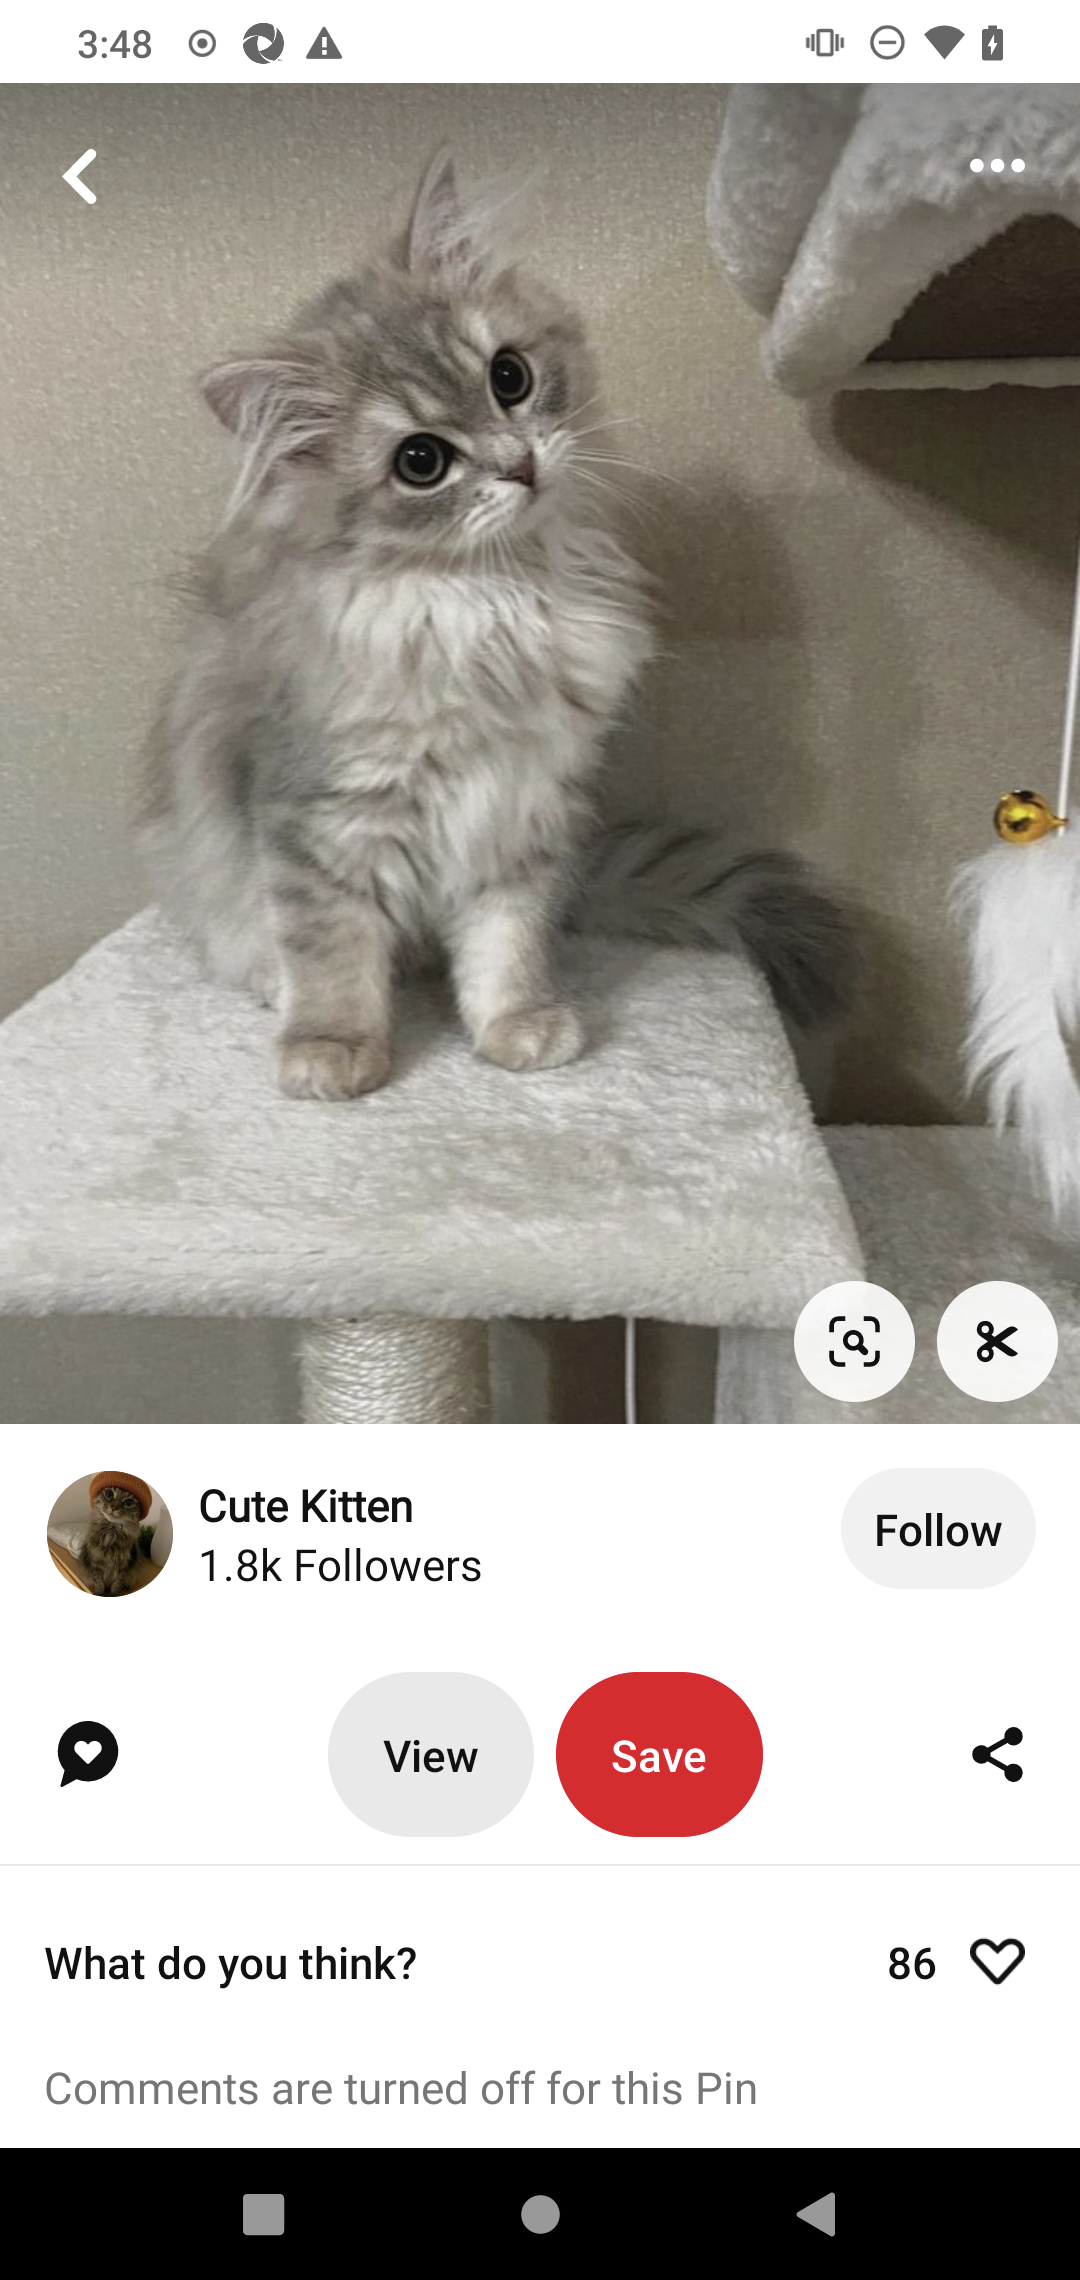 3:48
Cute Kitten
1.8k Followers
Follow
View
Save
What do you think?
86
Comments are turned off for this Pin